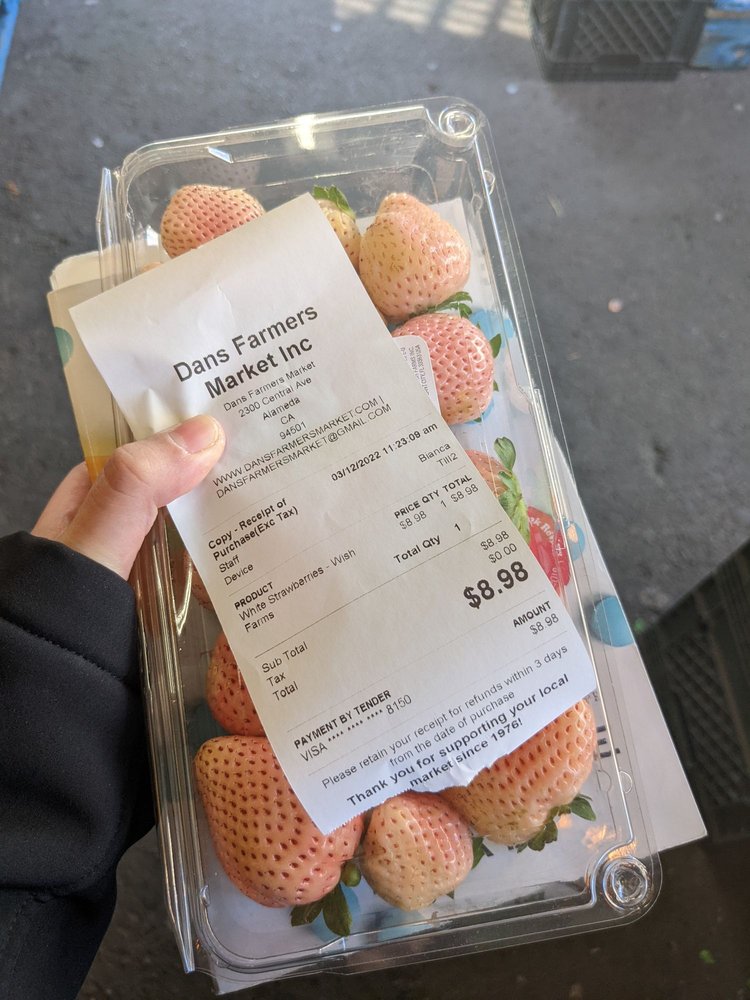 Dans Farmers
Market Inc
Dans Farmers Market
2300 Central Ave
Alameda
CA
94501
WWW.DANSFARMERSMARKET.COM |
DANSFARMERSMARKET@GMAIL.COM
03/12/2022 11:23:09 am
Copy - Receipt of
Purchase(Exc Tax)
Staff Bianca
Device Till2
PRODUCT PRICE QTY TOTAL
White Strawberries - Wish $8.98 1 $8.98
Farms
Total Qty 1
Sub Total $8.98
Tax $0.00
Total $8.98
PAYMENT BY TENDER AMOUNT
VISA **** **** **** 8150 $8.98
Please retain your receipt for refunds within 3 days
from the date of purchase
Thank you for supporting your local
market since 1976!